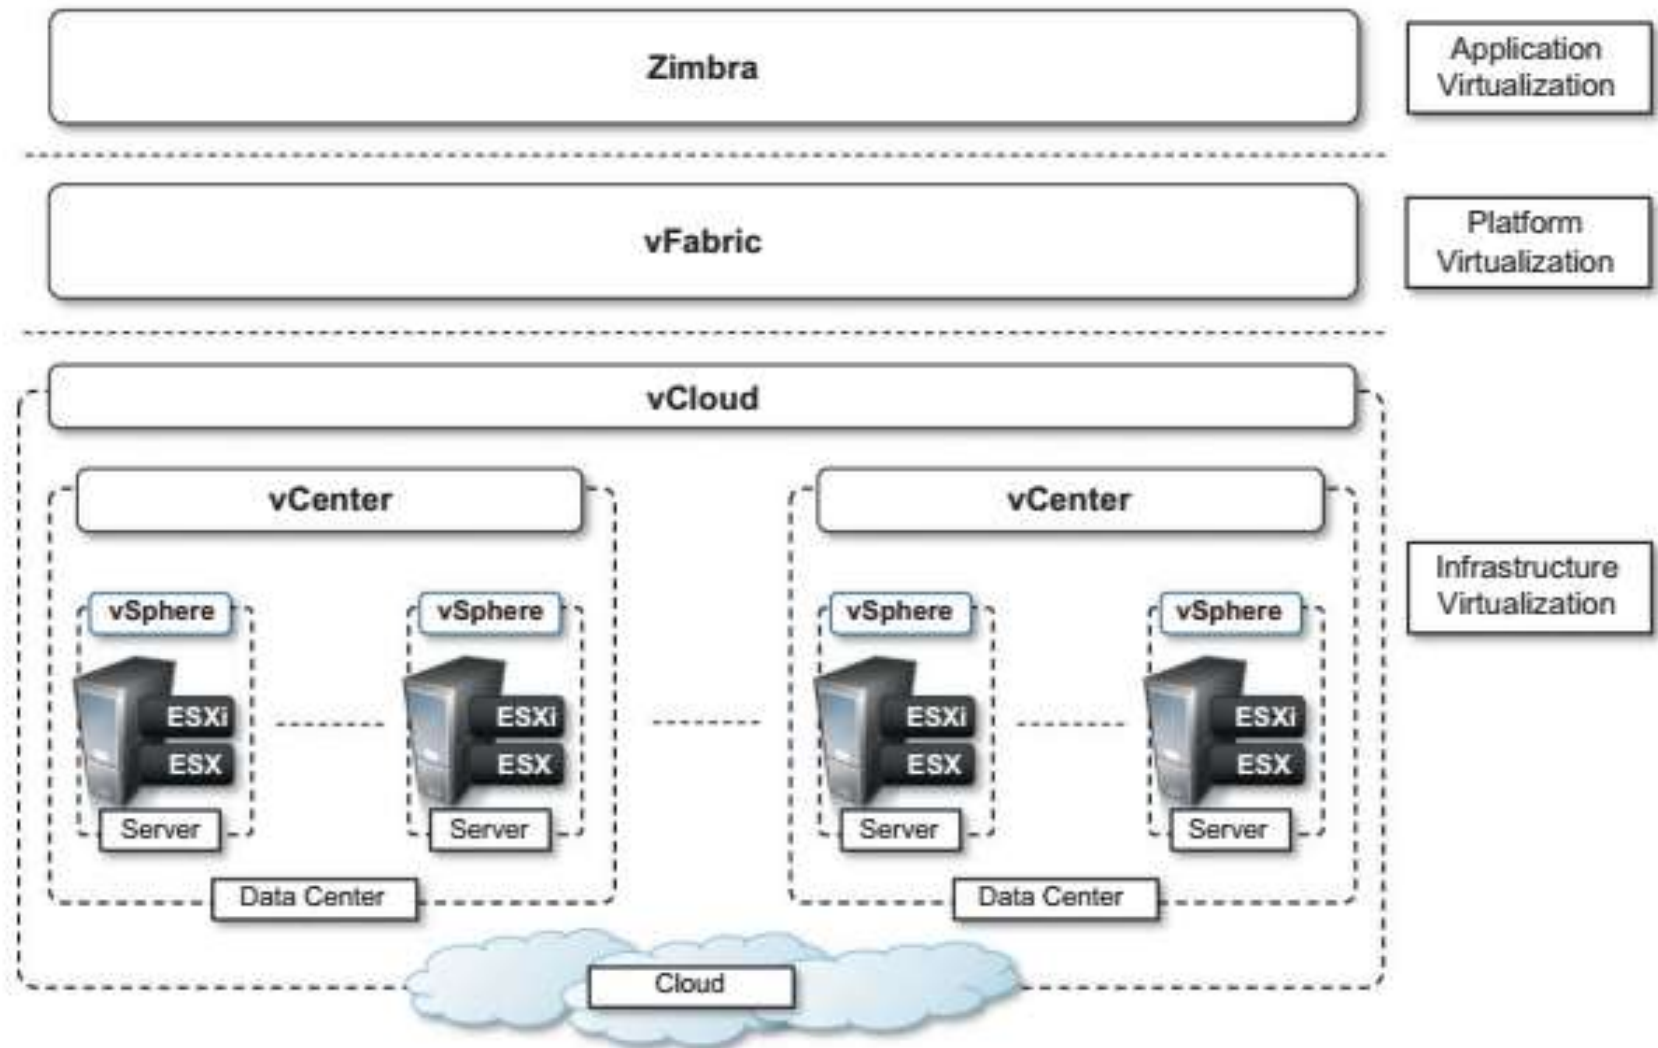 Zimbra
Application
Virtualization
vFabric
Platform
Virtualization
vCloud
vCenter
vCenter
Infrastructure
Virtualization
vSphere
vSphere
vSphere
vSphere
ESXi
ESXi
ESXi
ESXi
ESX
ESX
ESX
ESX
Server
Server
Server
Server
Data Center
Data Center
Cloud